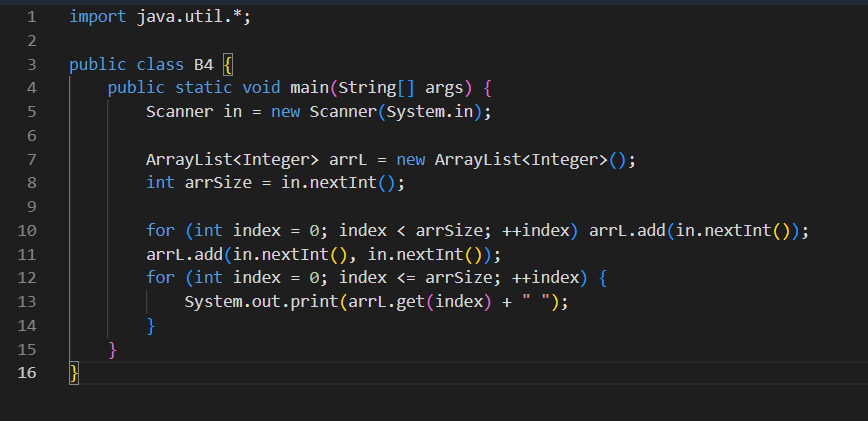 1 import java.util.*;
2
3 public class B4 {
4     public static void main(String[] args) {
5         Scanner in = new Scanner(System.in);
6
7         ArrayList<Integer> arrL = new ArrayList<Integer>();
8         int arrSize = in.nextInt();
9
10         for (int index = 0; index < arrSize; ++index) arrL.add(in.nextInt());
11         arrL.add(in.nextInt(), in.nextInt());
12         for (int index = 0; index <= arrSize; ++index) {
13             System.out.print(arrL.get(index) + " ");
14         }
15     }
16 }